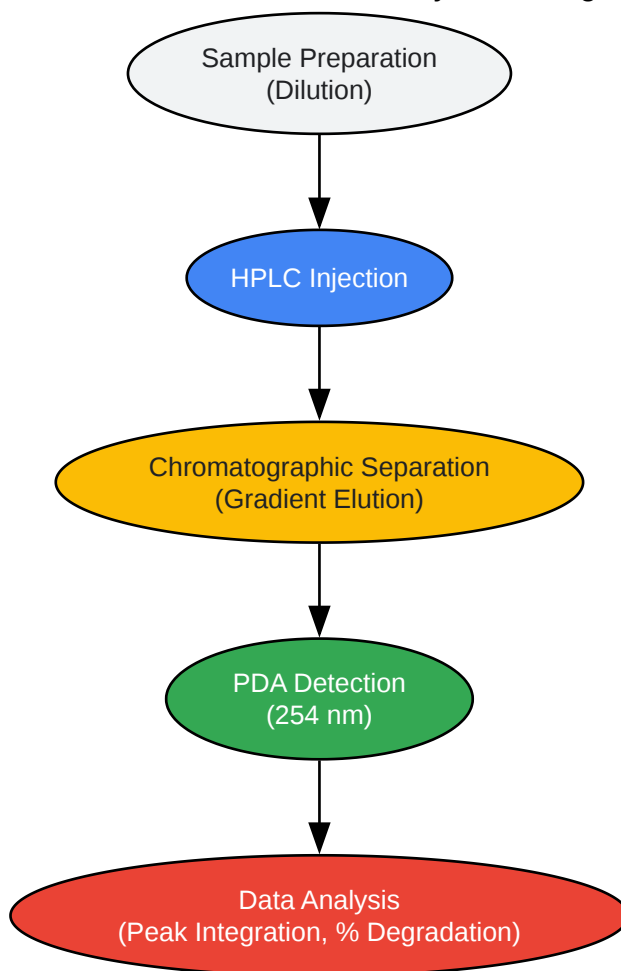 Sample Preparation
(Dilution)
HPLC Injection
Chromatographic Separation
(Gradient Elution)
PDA Detection
(254 nm)
Data Analysis
(Peak Integration, % Degradation)